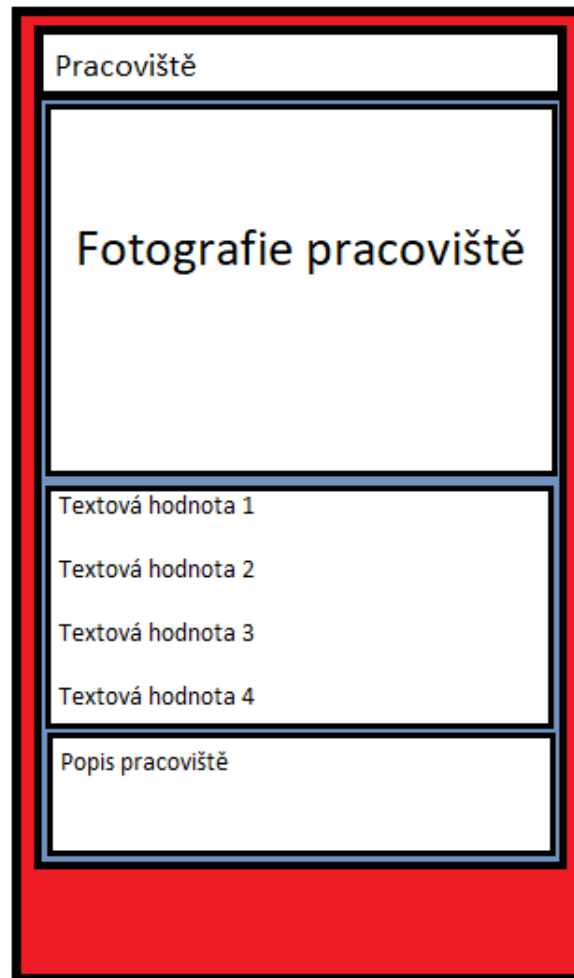 Pracoviště
Fotografie pracoviště
Textová hodnota 1
Textová hodnota 2
Textová hodnota 3
Textová hodnota 4
Popis pracoviště